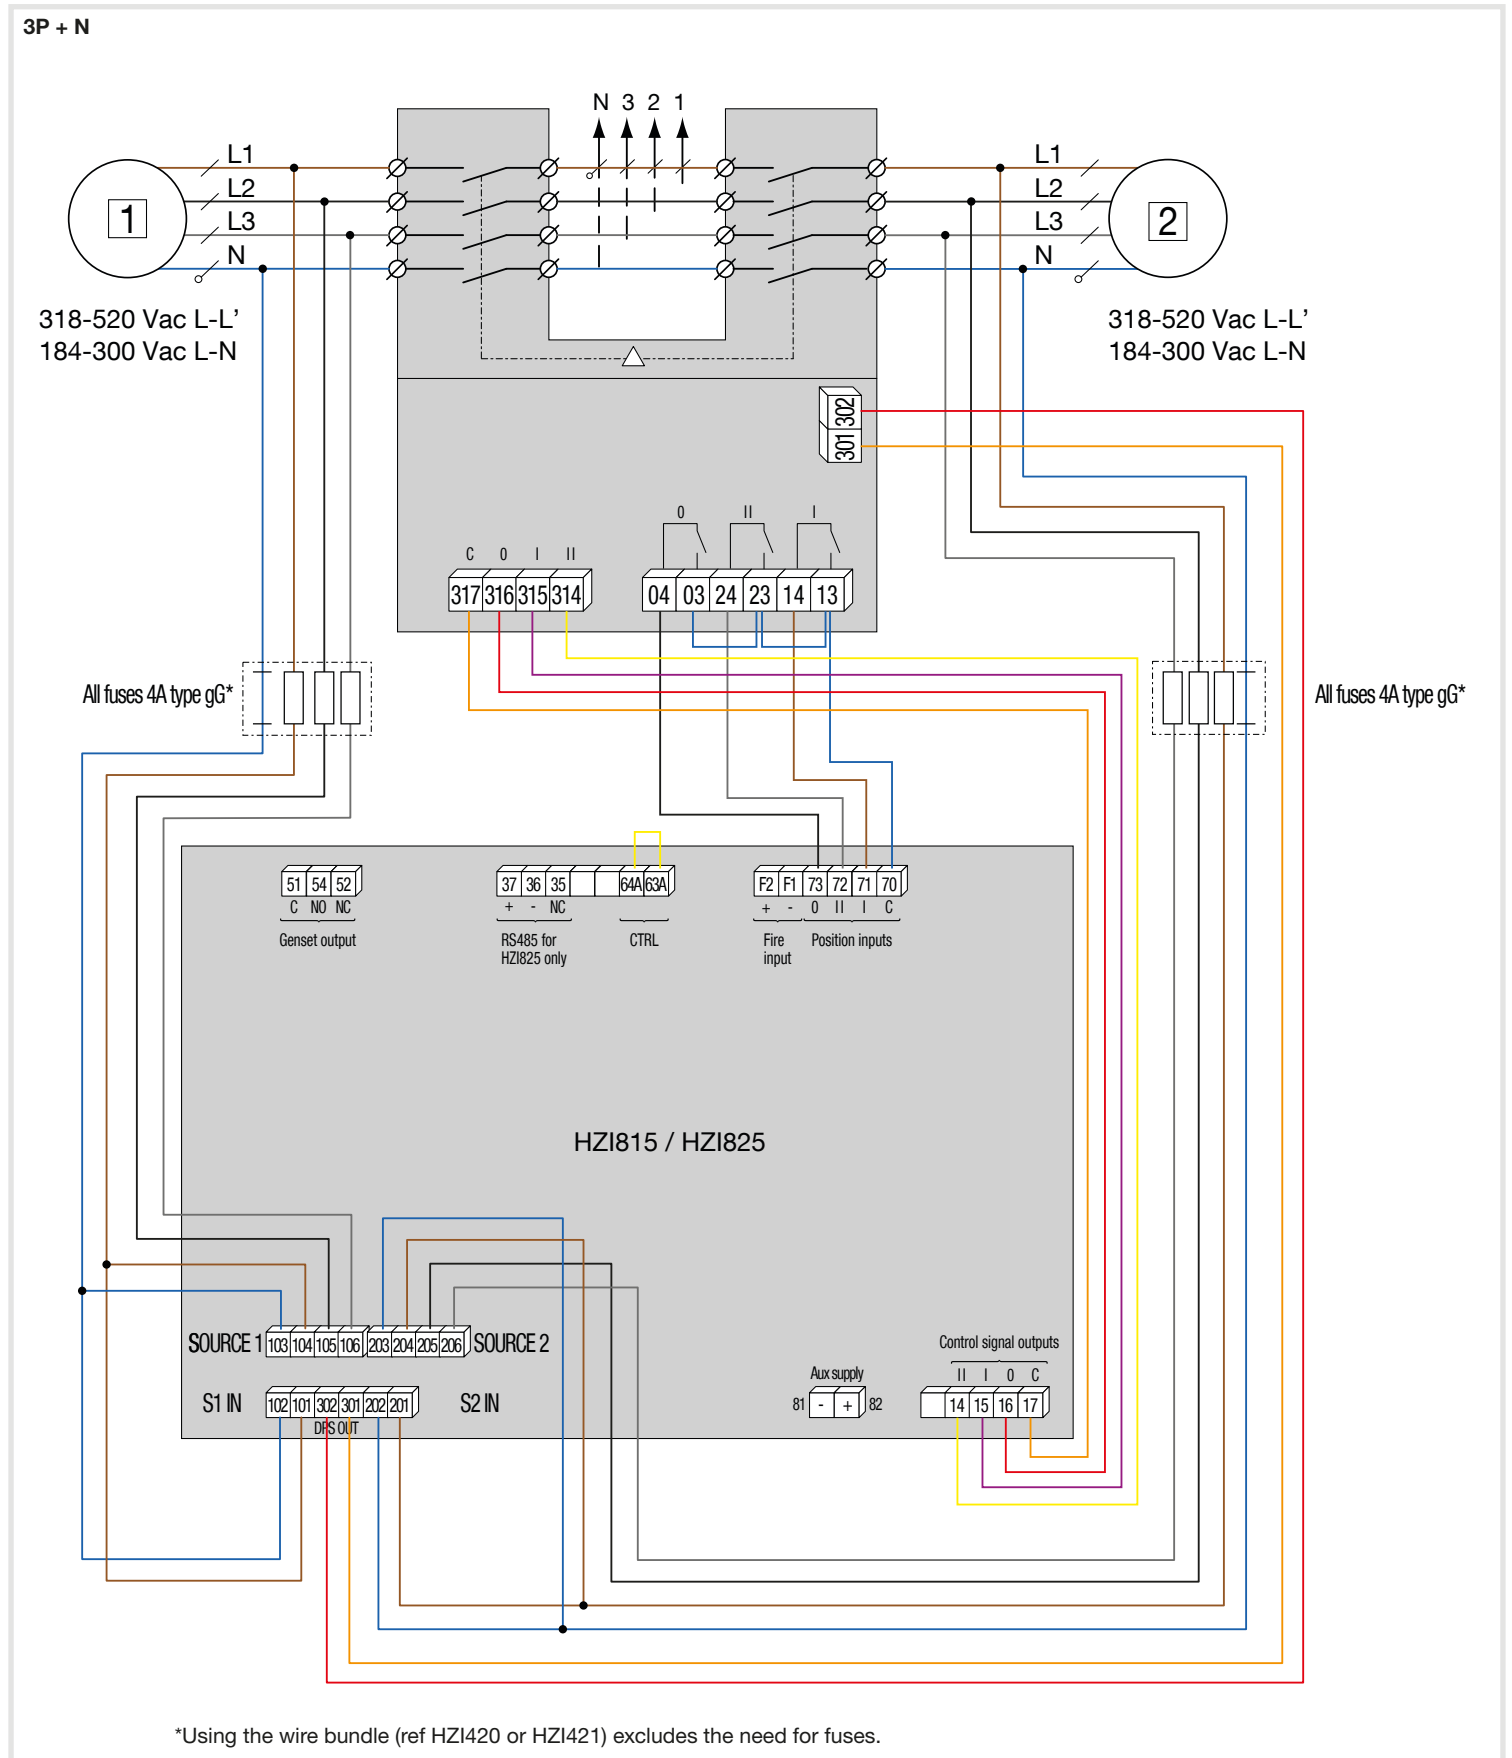 3P + N
N 3 2 1
L1
L2
L3
N
1
L1
L2
L3
N
2
318-520 Vac L-L’
184-300 Vac L-N
318-520 Vac L-L’
184-300 Vac L-N
302
301
0 II I
C 0 I II
317 316 315 314
04 03 24 23 14 13
All fuses 4A type gG*
All fuses 4A type gG*
51 54 52
C NO NC
Genset output
37 36 35 64A 63A
+ - NC
RS485 for
HZI825 only
CTRL
F2 F1 73 72 71 70
+ - 0 II I C
Fire
input
Position inputs
HZI815 / HZI825
SOURCE 1 103 104 105 106 203 204 205 206 SOURCE 2
S1 IN 102 101 302 301 202 201 S2 IN
DPS OUT
Aux supply
81 - + 82
Control signal outputs
II I 0 C
14 15 16 17
*Using the wire bundle (ref HZI420 or HZI421) excludes the need for fuses.